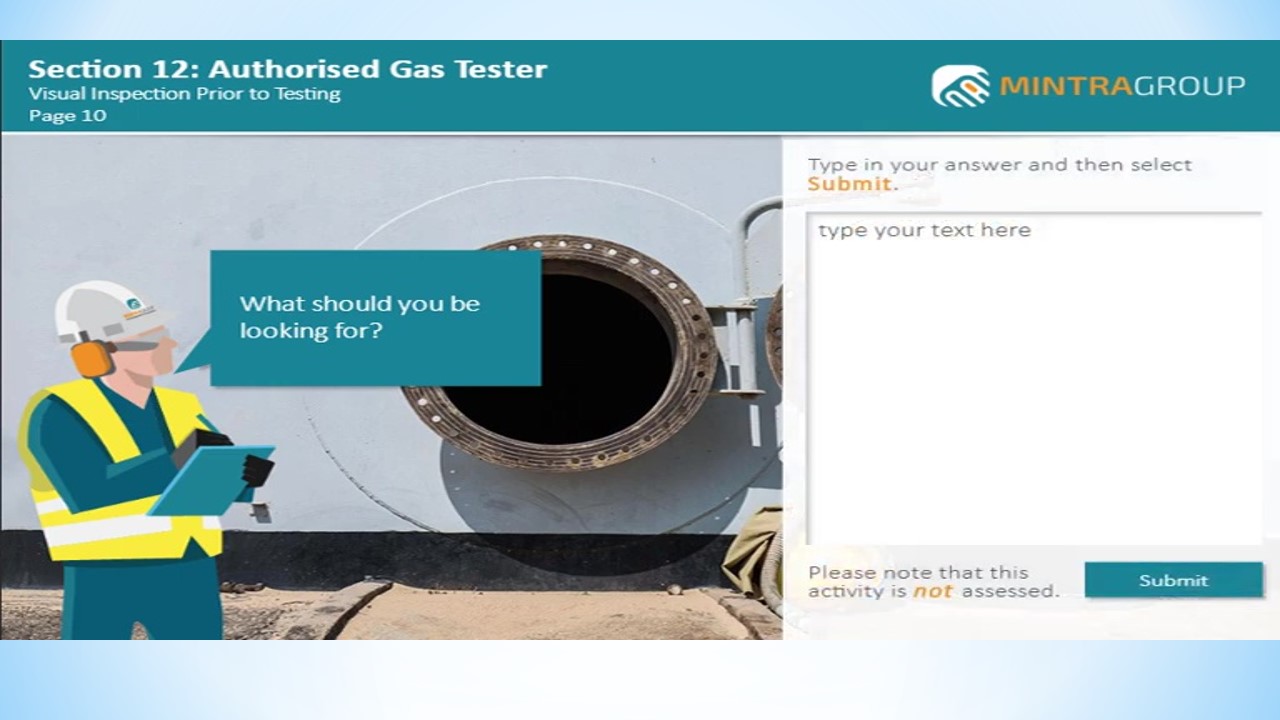 Section 12: Authorised Gas Tester
Visual Inspection Prior to Testing
Page 10
MINTRAGROUP
What should you be
looking for?
Type in your answer and then select
Submit.
type your text here
Please note that this
activity is not assessed.
Submit